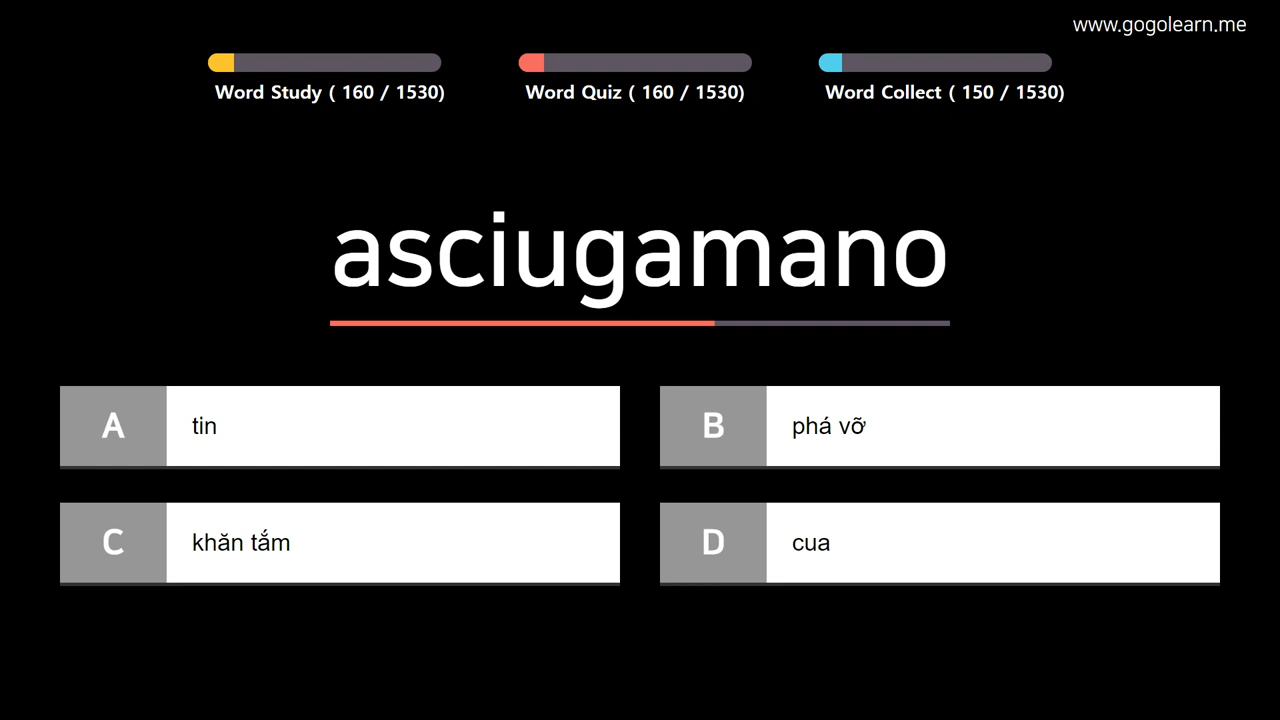 www.gogolearn.me
Word Study ( 160 / 1530)
Word Quiz ( 160 / 1530)
Word Collect ( 150 / 1530)
asciugamano
A tin
B phá vỡ
C khăn tắm
D cua